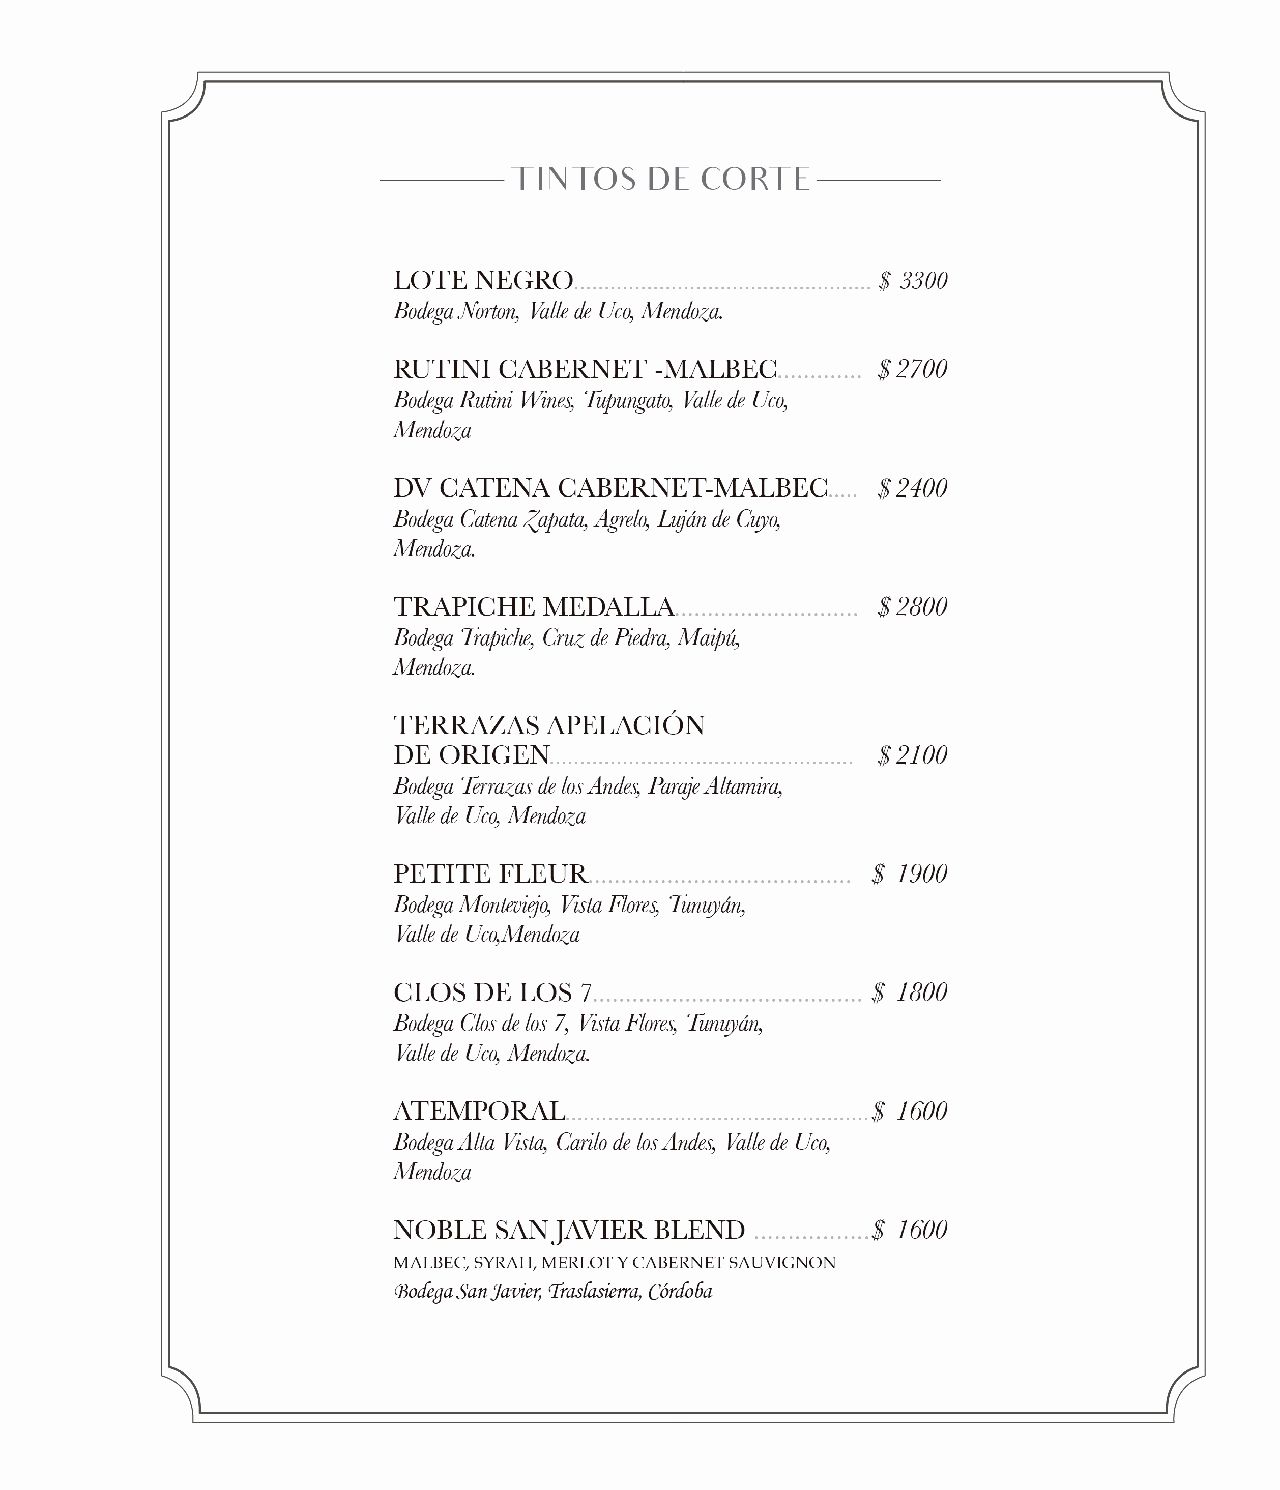 TINTOS DE CORTE
LOTE NEGRO................................................ $ 3300
Bodega Norton, Valle de Uco, Mendoza.
RUTINI CABERNET -MALBEC............. $ 2700
Bodega Rutini Wines, Tupungato, Valle de Uco,
Mendoza
DV CATENA CABERNET-MALBEC..... $ 2400
Bodega Catena Zapata, Agrelo, Luján de Cuyo,
Mendoza.
TRAPICHE MEDALLA............................ $ 2800
Bodega Trapiche, Cruz de Piedra, Maipú,
Mendoza.
TERRAZAS APELACIÓN
DE ORIGEN................................................ $ 2100
Bodega Terrazas de los Andes, Paraje Altamira,
Valle de Uco, Mendoza
PETITE FLEUR........................................ $ 1900
Bodega Monteviejo, Vista Flores, Tunuyán,
Valle de Uco,Mendoza
CLOS DE LOS 7......................................... $ 1800
Bodega Clos de los 7, Vista Flores, Tunuyán,
Valle de Uco, Mendoza.
ATEMPORAL................................................ $ 1600
Bodega Alta Vista, Carilo de los Andes, Valle de Uco,
Mendoza
NOBLE SAN JAVIER BLEND .................$ 1600
MALBEC, SYRAH, MERLOT Y CABERNET SAUVIGNON
Bodega San Javier, Traslasierra, Córdoba